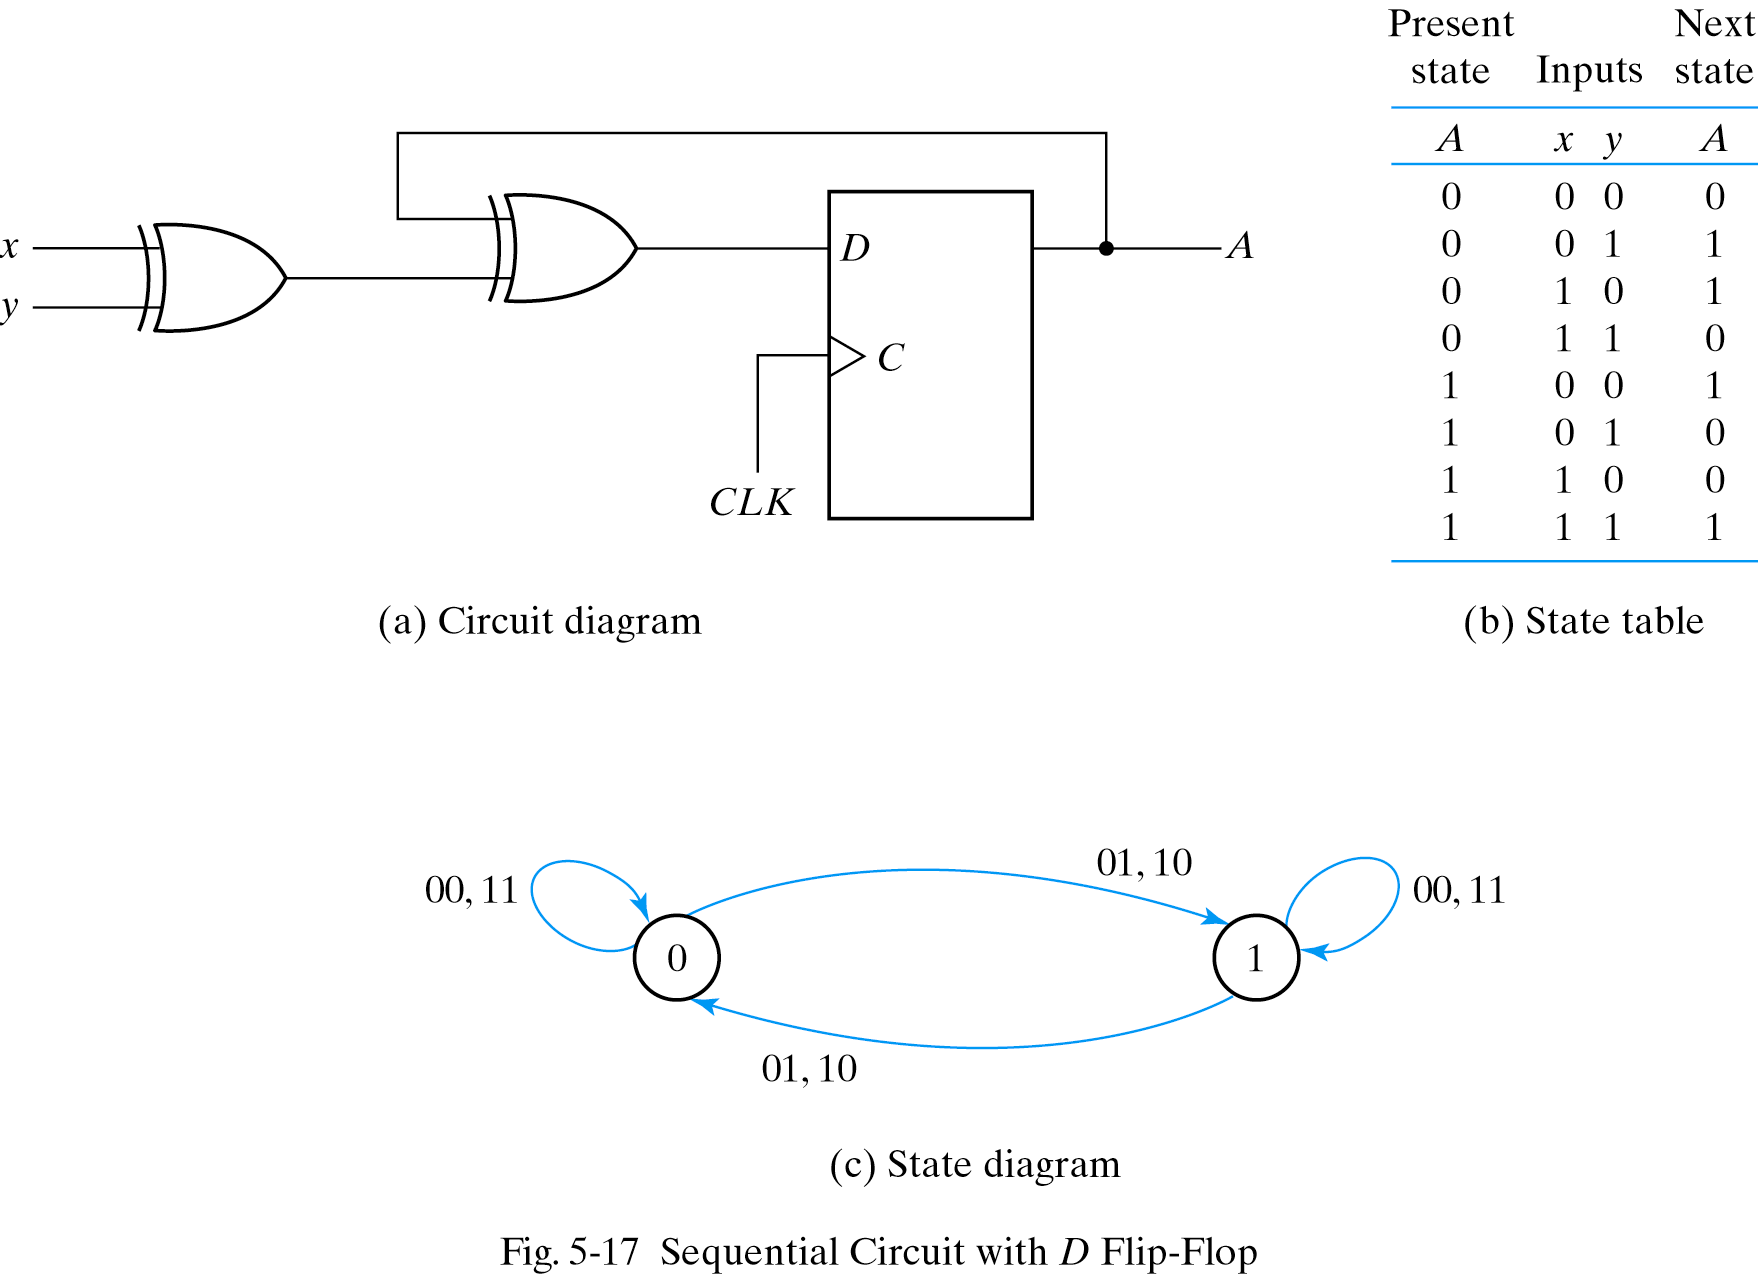 Present Next
state Inputs state
A x y A
0 0 0 0
0 0 1 1
0 1 0 1
0 1 1 0
1 0 0 1
1 0 1 0
1 1 0 0
1 1 1 1
x
y
D
A
C
CLK
(a) Circuit diagram
(b) State table
00, 11
01, 10
00, 11
0
1
01, 10
(c) State diagram
Fig. 5-17 Sequential Circuit with D Flip-Flop